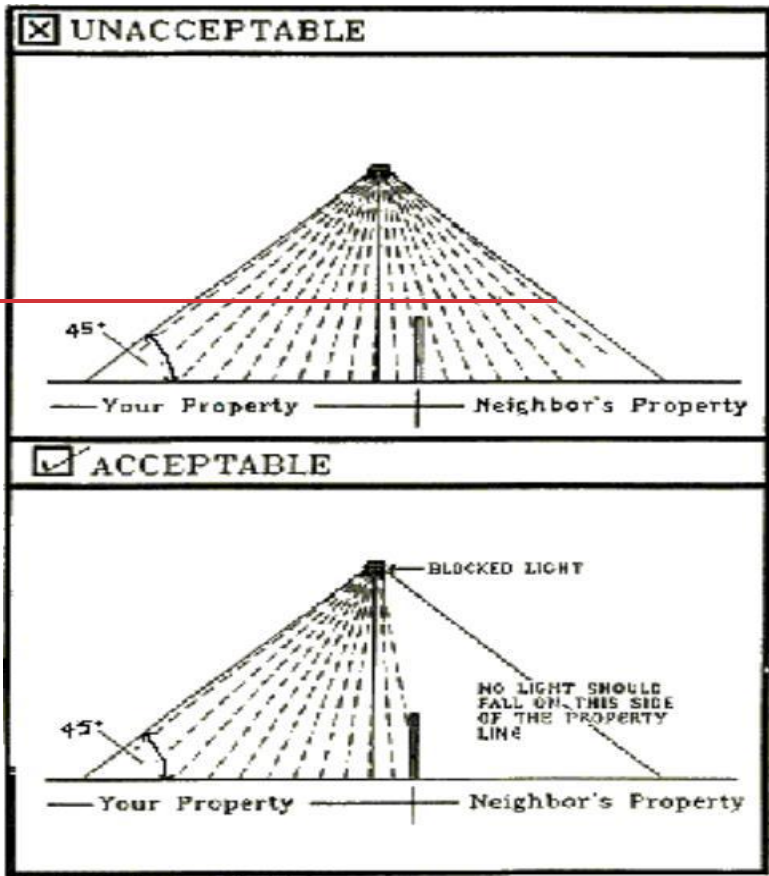 UNACCEPTABLE
45°
Your Property
Neighbor's Property
ACCEPTABLE
BLOCKED LIGHT
NO LIGHT SHOULD
FALL ON THIS SIDE
OF THE PROPERTY
LINE
45°
Your Property
Neighbor's Property